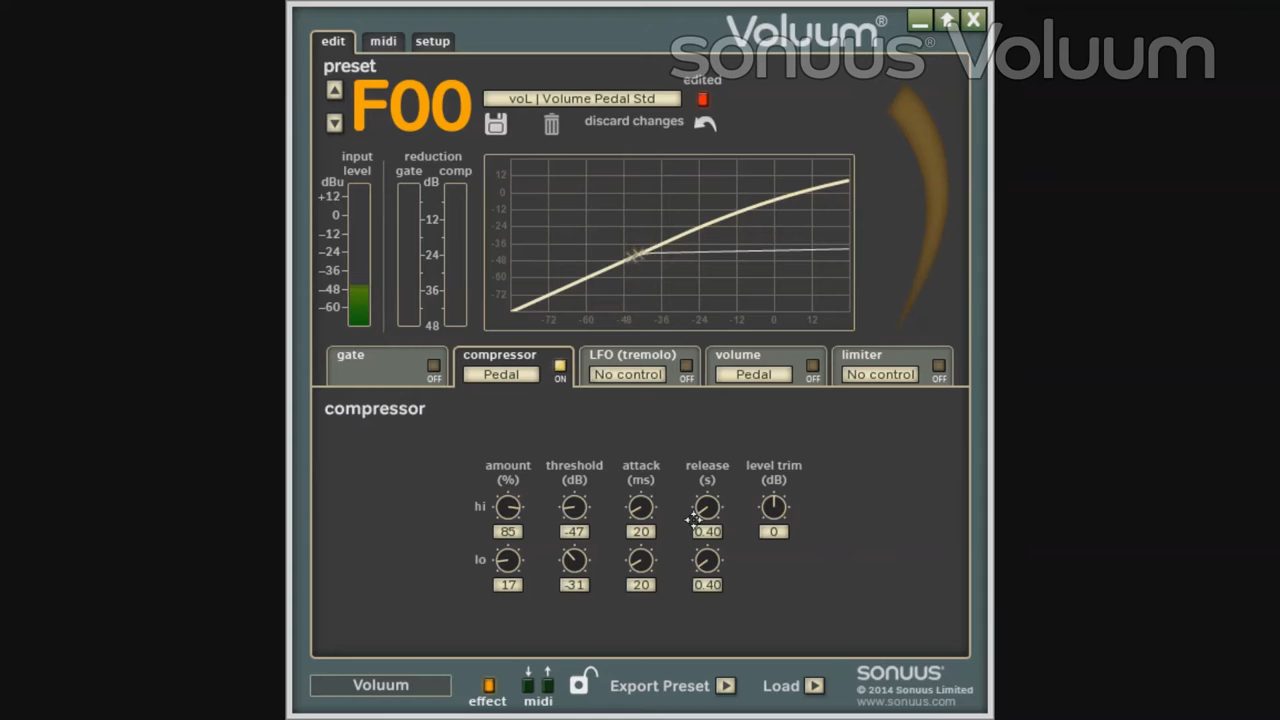 Voluum®
sonuus® Voluum
edit midi setup
preset
F00
voL | Volume Pedal Std
edited
discard changes
input level
reduction
gate dB comp
dBu
+12
0
-12
-24
-36
-48
-60
-12
-24
-36
48
12
0
-12
-24
-36
-48
-60
-72
-72 -60 -48 -36 -24 -12 0 12
gate OFF
compressor Pedal ON
LFO (tremolo) No control OFF
volume Pedal OFF
limiter No control OFF
compressor
amount (%) threshold (dB) attack (ms) release (s) level trim (dB)
hi
85 -47 20 0.40 0
lo
17 -31 20 0.40
Voluum
effect
midi
Export Preset
Load
sonuus®
© 2014 Sonuus Limited
www.sonuus.com